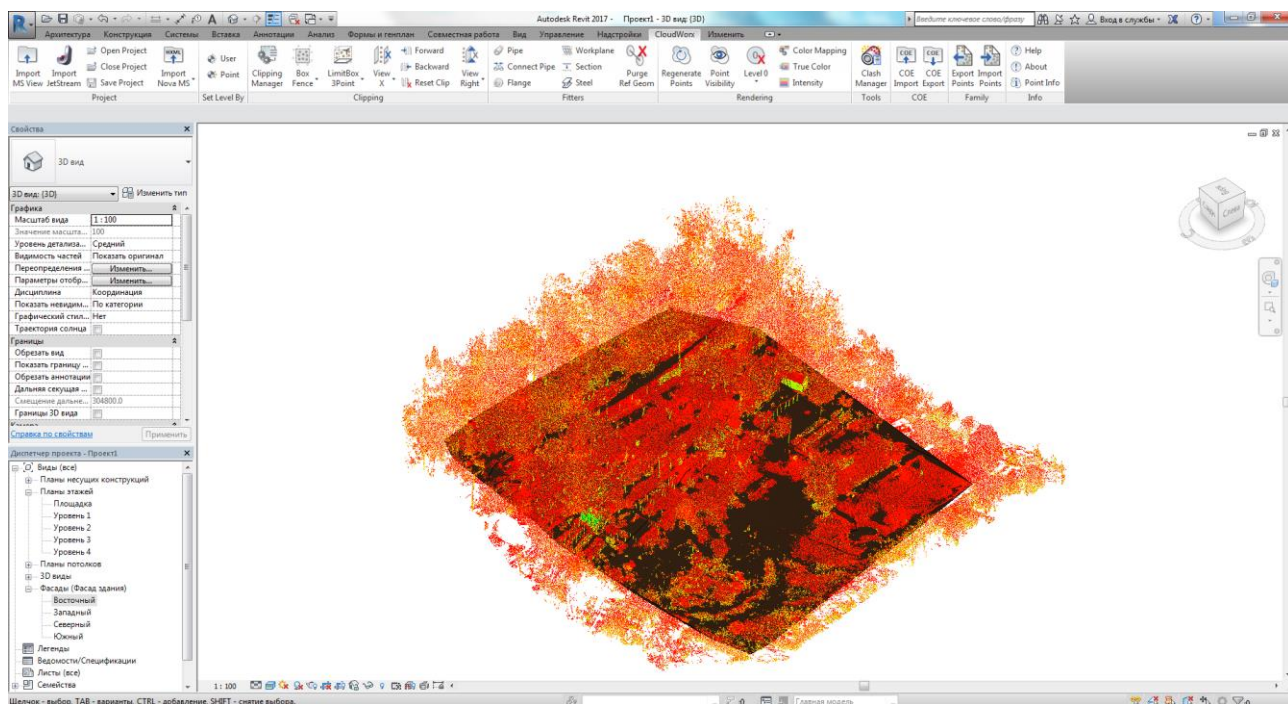 Autodesk Revit 2017 - Проект1 - 3D вид: {3D}
Введите ключевое слово/фразу
Вход в службы
Архитектура Конструкция Системы Вставка Аннотации Анализ Формы и генплан Совместная работа Вид Управление Надстройки CloudWorx Изменить
Import MS View
Import JetStream
Open Project
Close Project
Save Project
Import Nova MS
User
Point
Clipping Manager
Box Fence
LimitBox 3Point
View X
Forward
Backward
Reset Clip
View Right
Pipe
Connect Pipe
Flange
Workplane
Section
Steel
Purge Ref Geom
Regenerate Points
Point Visibility
Level 0
Color Mapping
True Color
Intensity
Clash Manager
COE Import
COE Export
Export Points
Import Points
Help
About
Point Info
Project Set Level By Clipping Fitters Rendering Tools COE Family Info
Свойства
3D вид
3D вид: {3D} Изменить тип
Графика
Масштаб вида 1 : 100
Значение масшта... 100
Уровень детализа... Средний
Видимость частей Показать оригинал
Переопределения ... Изменить...
Параметры отобр... Изменить...
Дисциплина Координация
Показать невидим... По категории
Графический стил... Нет
Траектория солнца
Границы
Обрезать вид
Показать границу ...
Обрезать аннотации
Дальняя секущая ...
Смещение дальне... 304800.0
Границы 3D вида
Камера
Справка по свойствам Применить
Диспетчер проекта - Проект1
Виды (все)
Планы несущих конструкций
Планы этажей
Площадка
Уровень 1
Уровень 2
Уровень 3
Уровень 4
Планы потолков
3D виды
Фасады (Фасад здания)
Восточный
Западный
Северный
Южный
Легенды
Ведомости/Спецификации
Листы (все)
Семейства
1 : 100
Щелчок - выбор, TAB - варианты, CTRL - добавление, SHIFT - снятие выбора.
:0 Главная модель